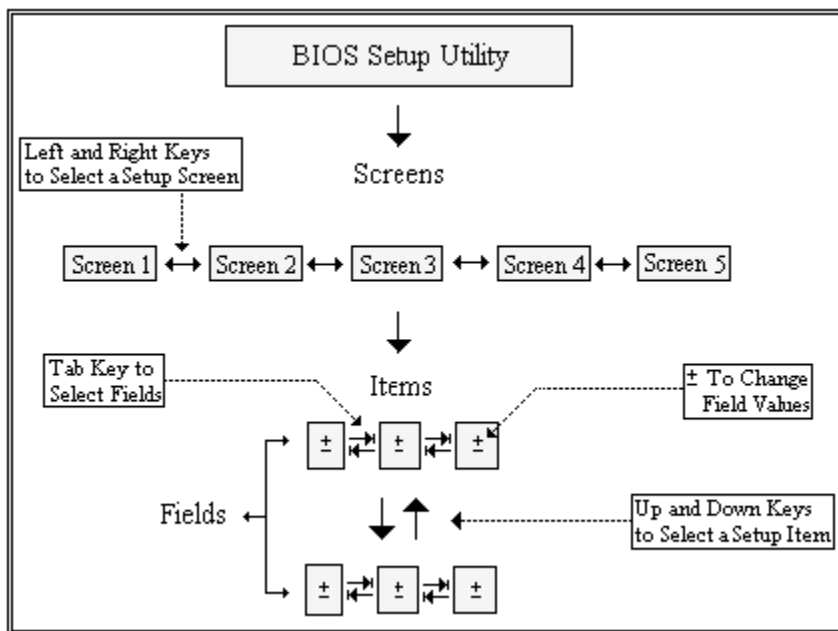 BIOS Setup Utility
Left and Right Keys
to Select a Setup Screen
Screens
Screen 1
Screen 2
Screen 3
Screen 4
Screen 5
Tab Key to
Select Fields
Items
± To Change
Field Values
± ± ±
Fields
Up and Down Keys
to Select a Setup Item
± ± ±